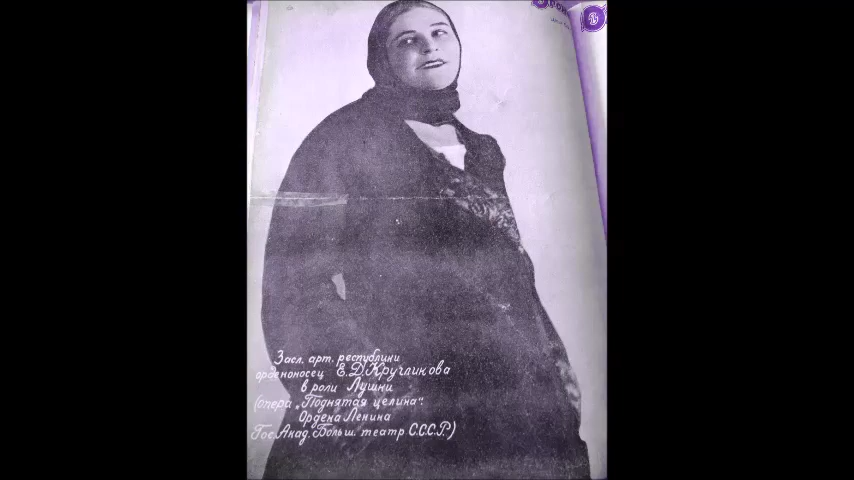 Засл. арт. республики
орденоносец Е.Д.Кругликова
в роли Лушки
(опера „Поднятая целина":
Ордена Ленина
Гос. Акад. Больш. театр С.С.С.Р.)